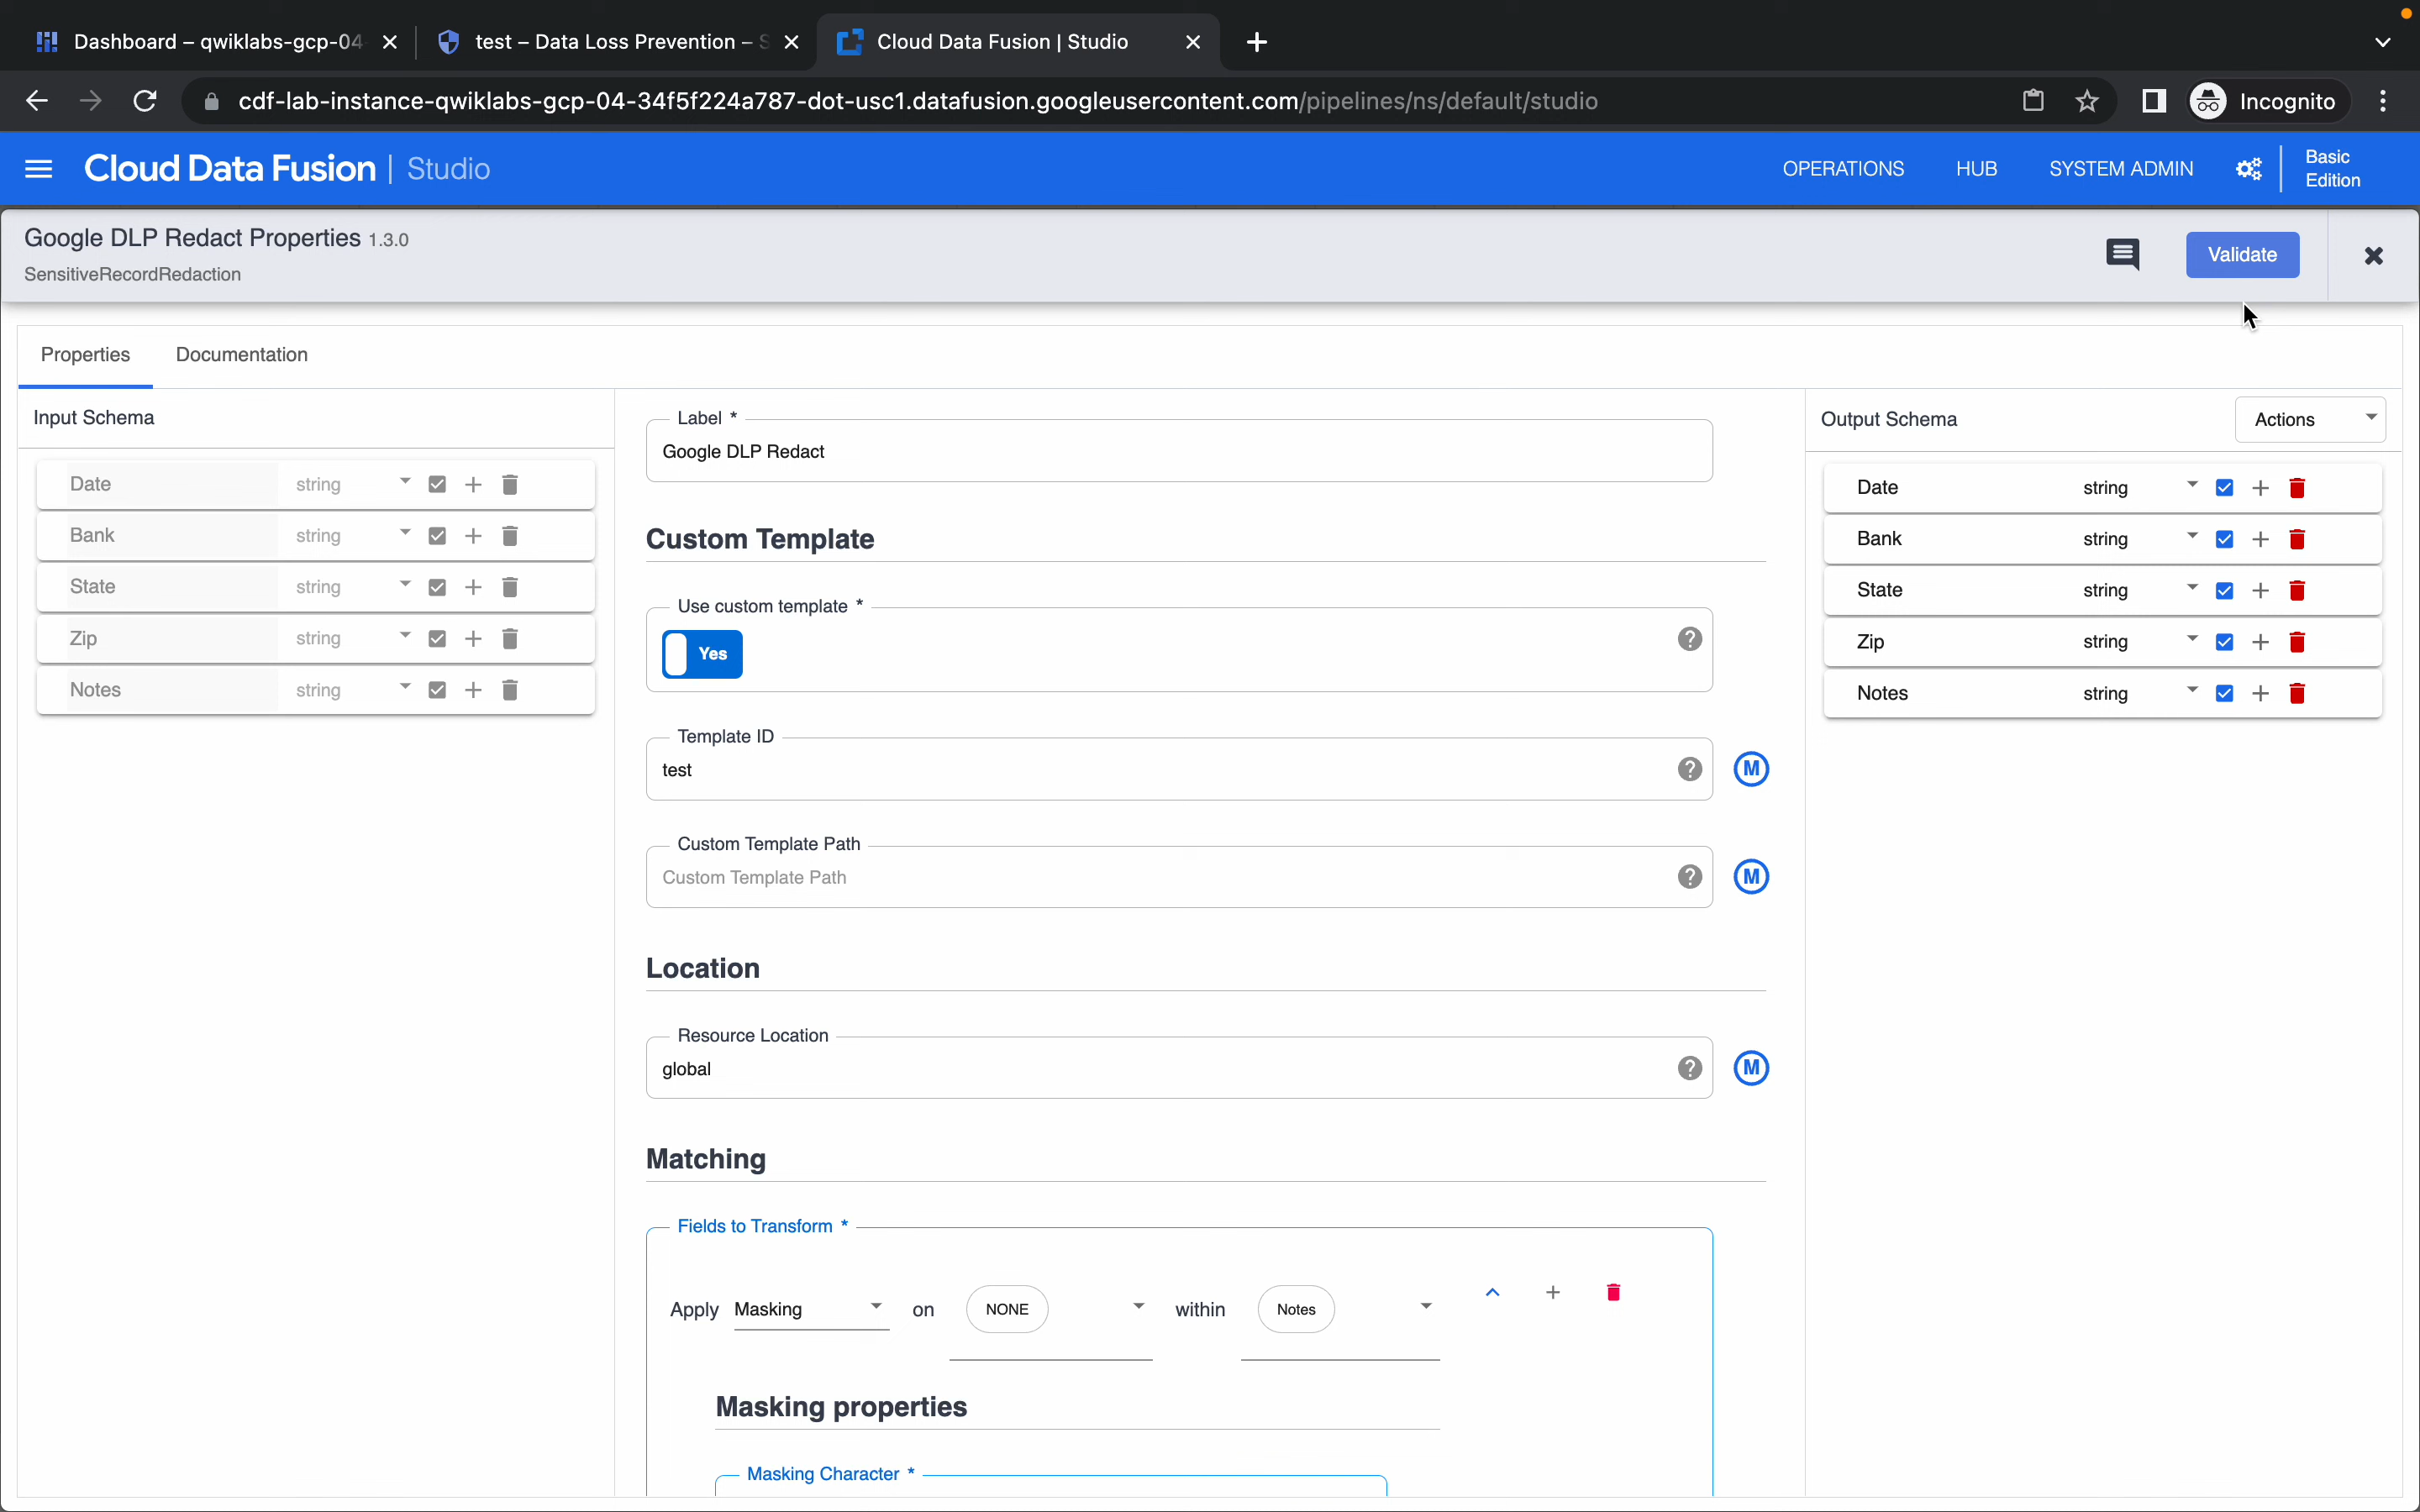 Dashboard – qwiklabs-gcp-04
test – Data Loss Prevention – S
Cloud Data Fusion | Studio
cdf-lab-instance-qwiklabs-gcp-04-34f5f224a787-dot-usc1.datafusion.googleusercontent.com/pipelines/ns/default/studio
Incognito
Cloud Data Fusion | Studio
OPERATIONS
HUB
SYSTEM ADMIN
Basic
Edition
Google DLP Redact Properties 1.3.0
SensitiveRecordRedaction
Validate
Properties
Documentation
Input Schema
Date string
Bank string
State string
Zip string
Notes string
Label *
Google DLP Redact
Custom Template
Use custom template *
Yes
Template ID
test
M
Custom Template Path
Custom Template Path
M
Location
Resource Location
global
M
Matching
Fields to Transform *
Apply Masking on NONE within Notes
Masking properties
Masking Character *
Output Schema
Actions
Date string
Bank string
State string
Zip string
Notes string